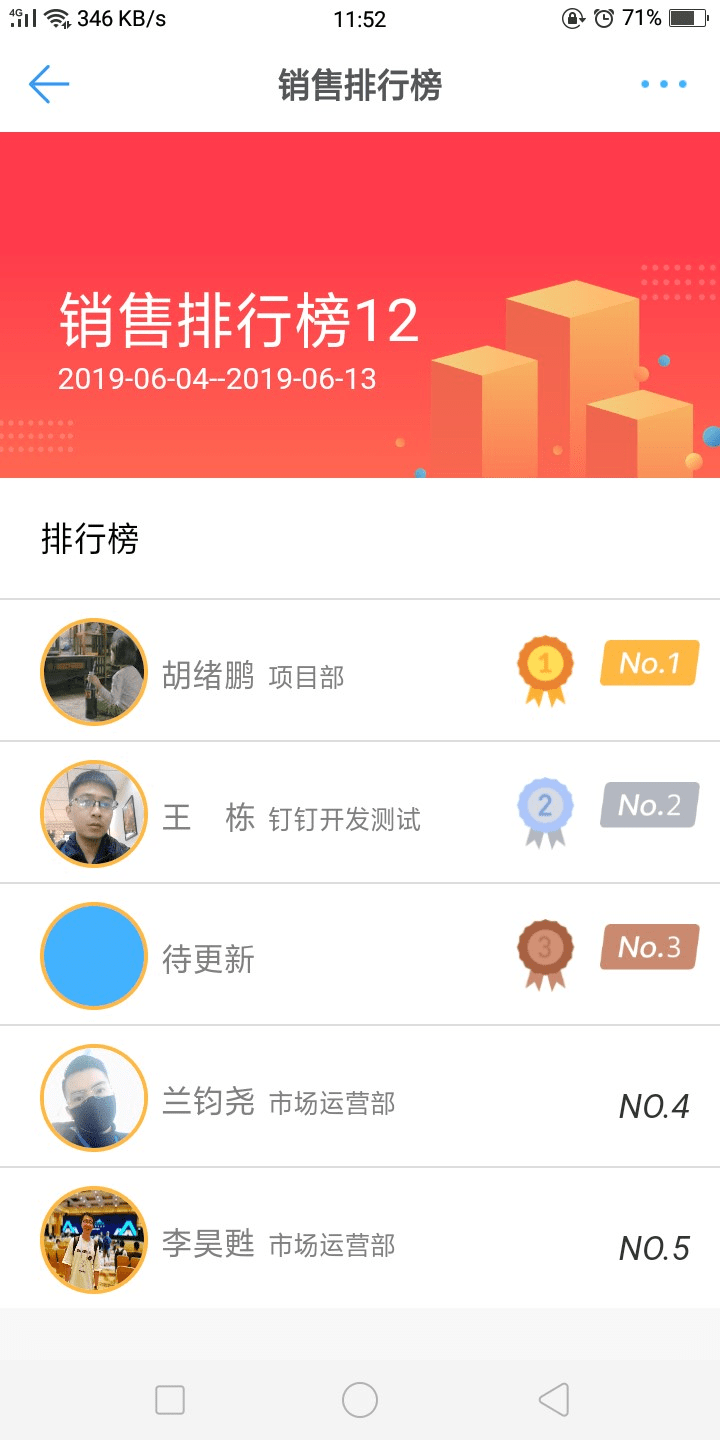 4G 346 KB/s 11:52 71%
销售排行榜
销售排行榜12
2019-06-04--2019-06-13
排行榜
胡绪鹏 项目部 1 No.1
王 栋 钉钉开发测试 2 No.2
待更新 3 No.3
兰钧尧 市场运营部 NO.4
李昊甦 市场运营部 NO.5